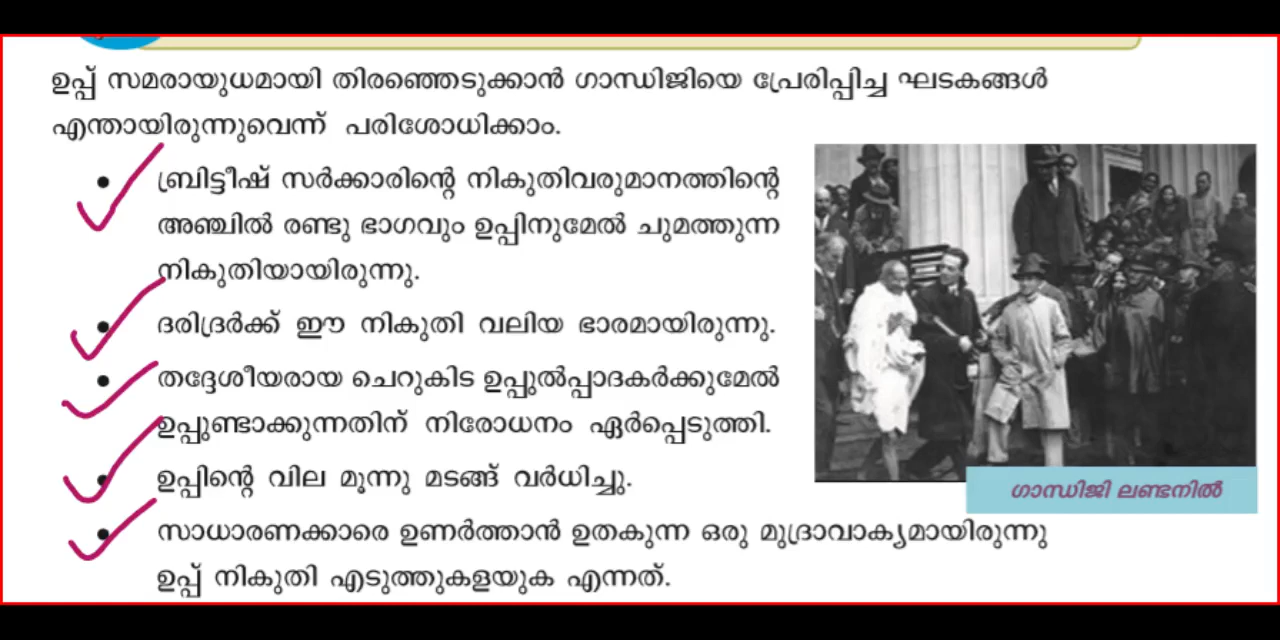 ഉപ്പ് സമരായുധമായി തിരഞ്ഞെടുക്കാൻ ഗാന്ധിജിയെ പ്രേരിപ്പിച്ച ഘടകങ്ങൾ
എന്തായിരുന്നുവെന്ന് പരിശോധിക്കാം.
• ബ്രിട്ടീഷ് സർക്കാരിന്റെ നികുതിവരുമാനത്തിന്റെ
അഞ്ചിൽ രണ്ടു ഭാഗവും ഉപ്പിനുമേൽ ചുമത്തുന്ന
നികുതിയായിരുന്നു.
• ദരിദ്രർക്ക് ഈ നികുതി വലിയ ഭാരമായിരുന്നു.
• തദ്ദേശീയരായ ചെറുകിട ഉപ്പുൽപ്പാദകർക്കുമേൽ
ഉപ്പുണ്ടാക്കുന്നതിന് നിരോധനം ഏർപ്പെടുത്തി.
• ഉപ്പിന്റെ വില മൂന്നു മടങ്ങ് വർധിച്ചു.
ഗാന്ധിജി ലണ്ടനിൽ
• സാധാരണക്കാരെ ഉണർത്താൻ ഉതകുന്ന ഒരു മുദ്രാവാക്യമായിരുന്നു
ഉപ്പ് നികുതി എടുത്തുകളയുക എന്നത്.